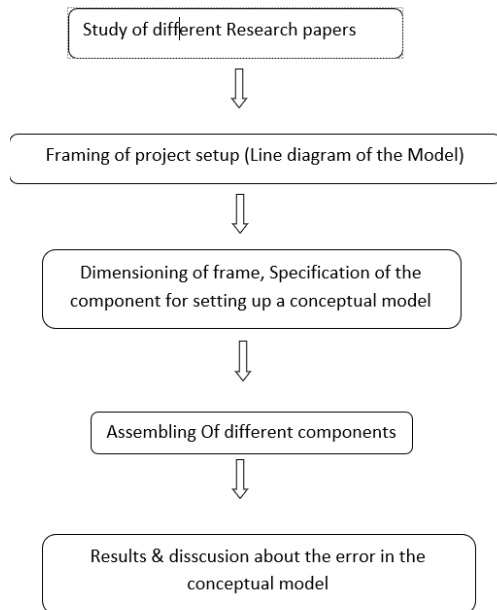 Study of different Research papers
Framing of project setup (Line diagram of the Model)
Dimensioning of frame, Specification of the
component for setting up a conceptual model
Assembling Of different components
Results & disscusion about the error in the
conceptual model